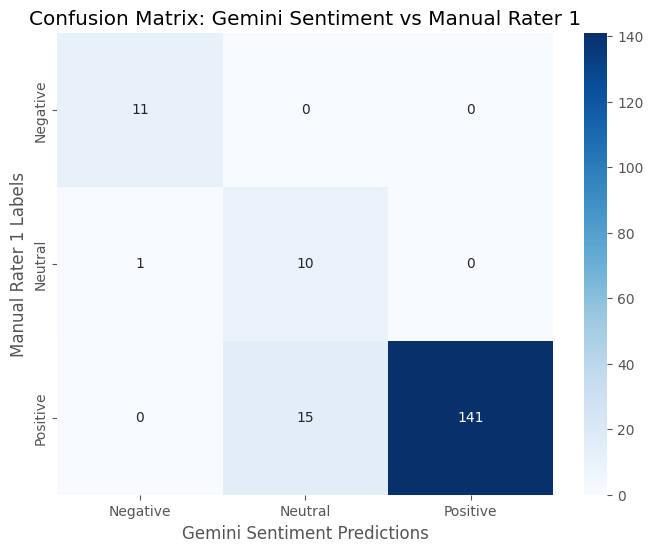 Confusion Matrix: Gemini Sentiment vs Manual Rater 1
Manual Rater 1 Labels
Negative
Neutral
Positive
11 0 0
1 10 0
0 15 141
Negative Neutral Positive
Gemini Sentiment Predictions
140
120
100
80
60
40
20
0